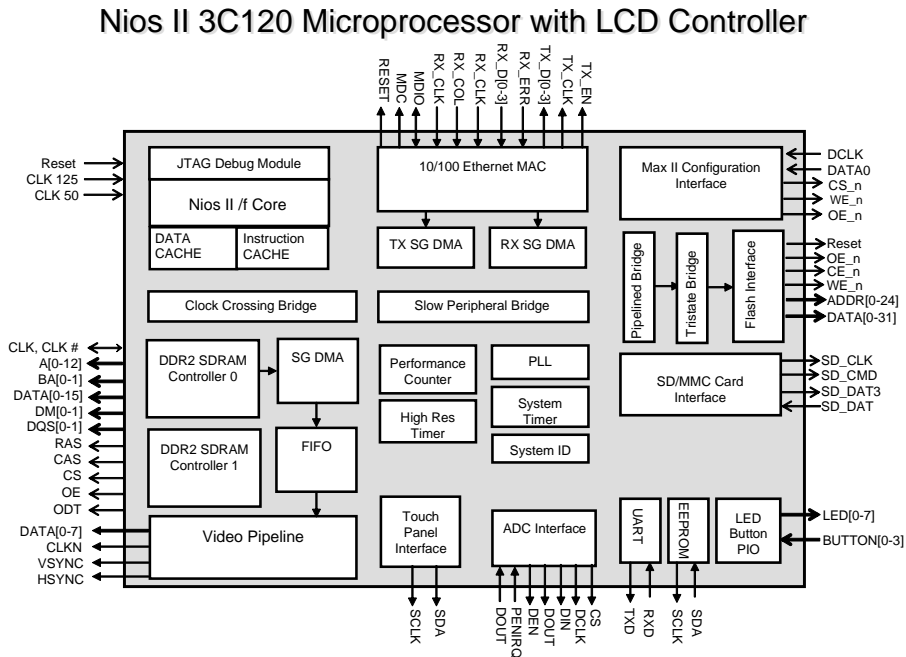 Nios II 3C120 Microprocessor with LCD Controller
RESET
MDC
MDIO
RX_CLK
RX_COL
RX_CLK
RX_D[0-3]
RX_ERR
TX_D[0-3]
TX_CLK
TX_EN
Reset
CLK 125
CLK 50
JTAG Debug Module
Nios II /f Core
DATA
CACHE
Instruction
CACHE
10/100 Ethernet MAC
TX SG DMA
RX SG DMA
Max II Configuration
Interface
DCLK
DATA0
CS_n
WE_n
OE_n
Pipelined Bridge
Tristate Bridge
Flash Interface
Reset
OE_n
CE_n
WE_n
ADDR[0-24]
DATA[0-31]
Clock Crossing Bridge
Slow Peripheral Bridge
CLK, CLK #
A[0-12]
BA[0-1]
DATA[0-15]
DM[0-1]
DQS[0-1]
RAS
CAS
CS
OE
ODT
DDR2 SDRAM
Controller 0
SG DMA
Performance
Counter
PLL
High Res
Timer
System
Timer
System ID
SD/MMC Card
Interface
SD_CLK
SD_CMD
SD_DAT3
SD_DAT
DDR2 SDRAM
Controller 1
FIFO
DATA[0-7]
CLKN
VSYNC
HSYNC
Video Pipeline
Touch
Panel
Interface
ADC Interface
UART
EEPROM
LED
Button
PIO
LED[0-7]
BUTTON[0-3]
SCLK
SDA
DOUT
PENIRQ
DEN
DOUT
DIN
DCLK
CS
TXD
RXD
SCLK
SDA